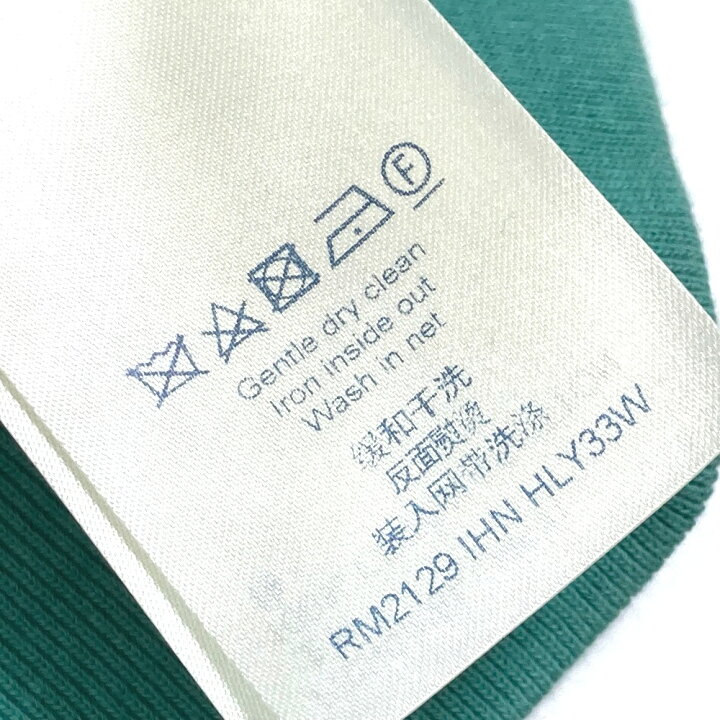 F
Gentle dry clean
Iron inside out
Wash in net
缓和干洗
反面熨烫
装入网带洗涤
RM2129 IHN HLY33W